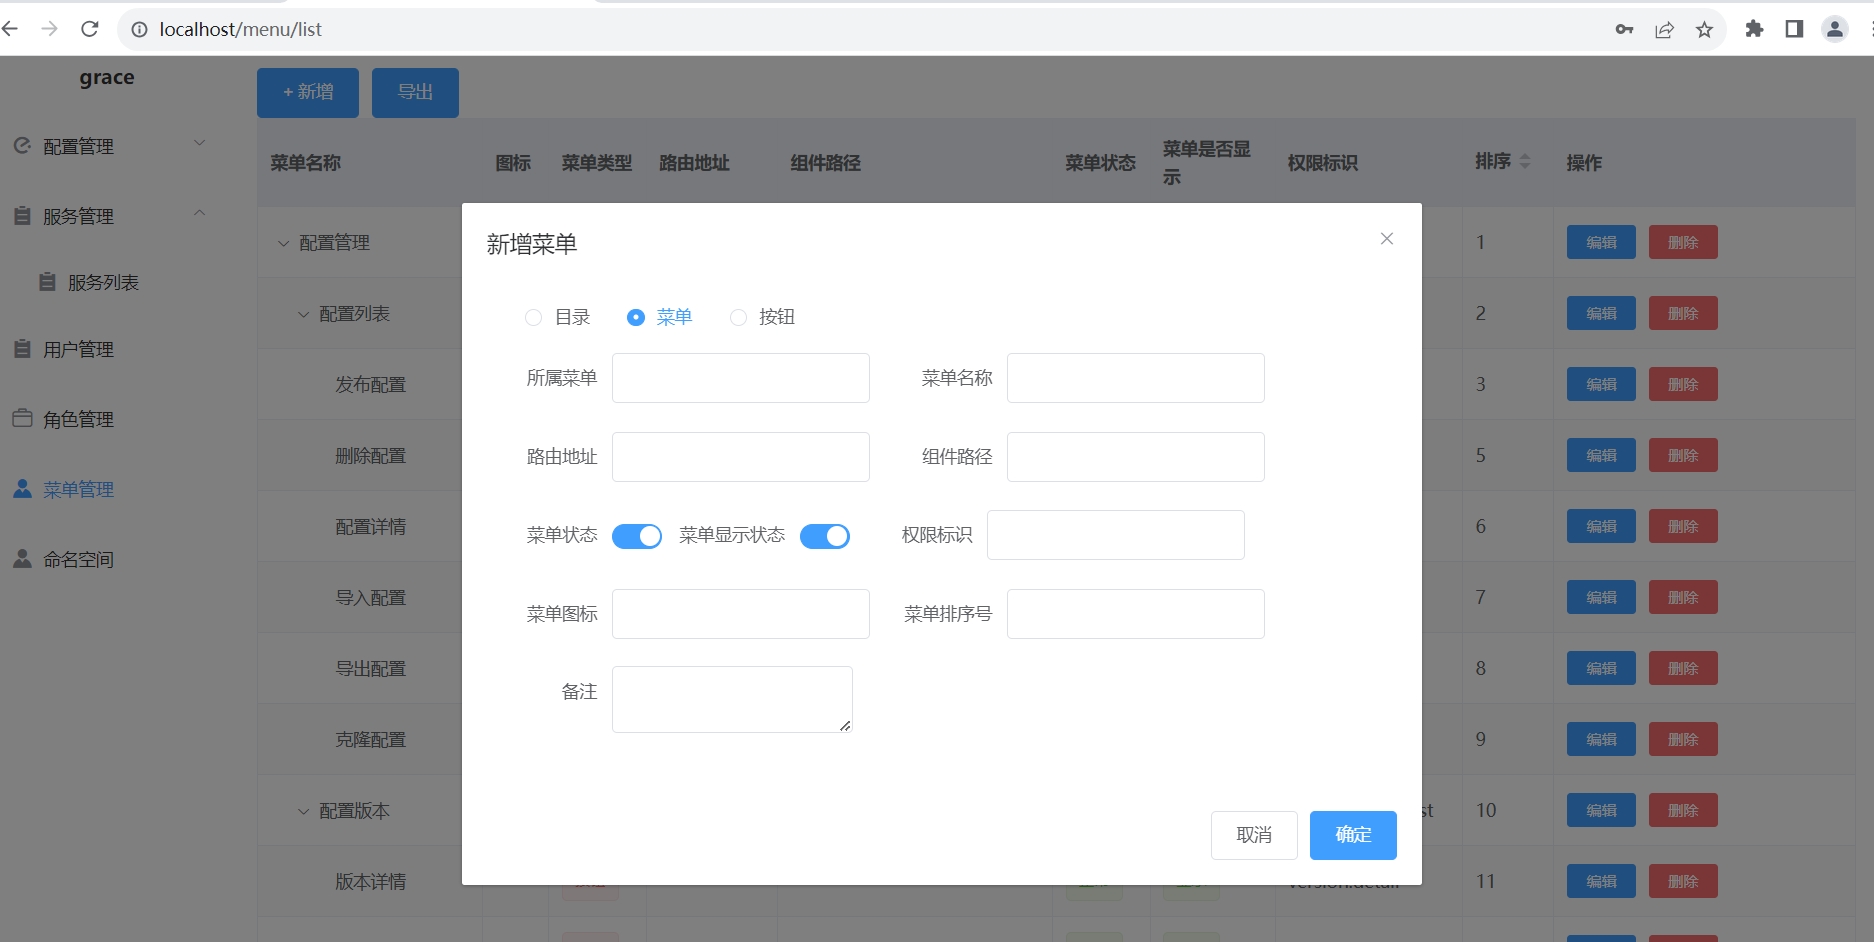 localhost/menu/list
grace
+ 新增 导出
配置管理
服务管理
服务列表
用户管理
角色管理
菜单管理
命名空间
菜单名称 图标 菜单类型 路由地址 组件路径 菜单状态 菜单是否显示 权限标识 排序 操作
配置管理 1 编辑 删除
配置列表 2 编辑 删除
发布配置 3 编辑 删除
删除配置 5 编辑 删除
配置详情 6 编辑 删除
导入配置 7 编辑 删除
导出配置 8 编辑 删除
克隆配置 9 编辑 删除
配置版本 st 10 编辑 删除
版本详情 11 编辑 删除
新增菜单
目录 菜单 按钮
所属菜单 菜单名称
路由地址 组件路径
菜单状态 菜单显示状态 权限标识
菜单图标 菜单排序号
备注
取消 确定